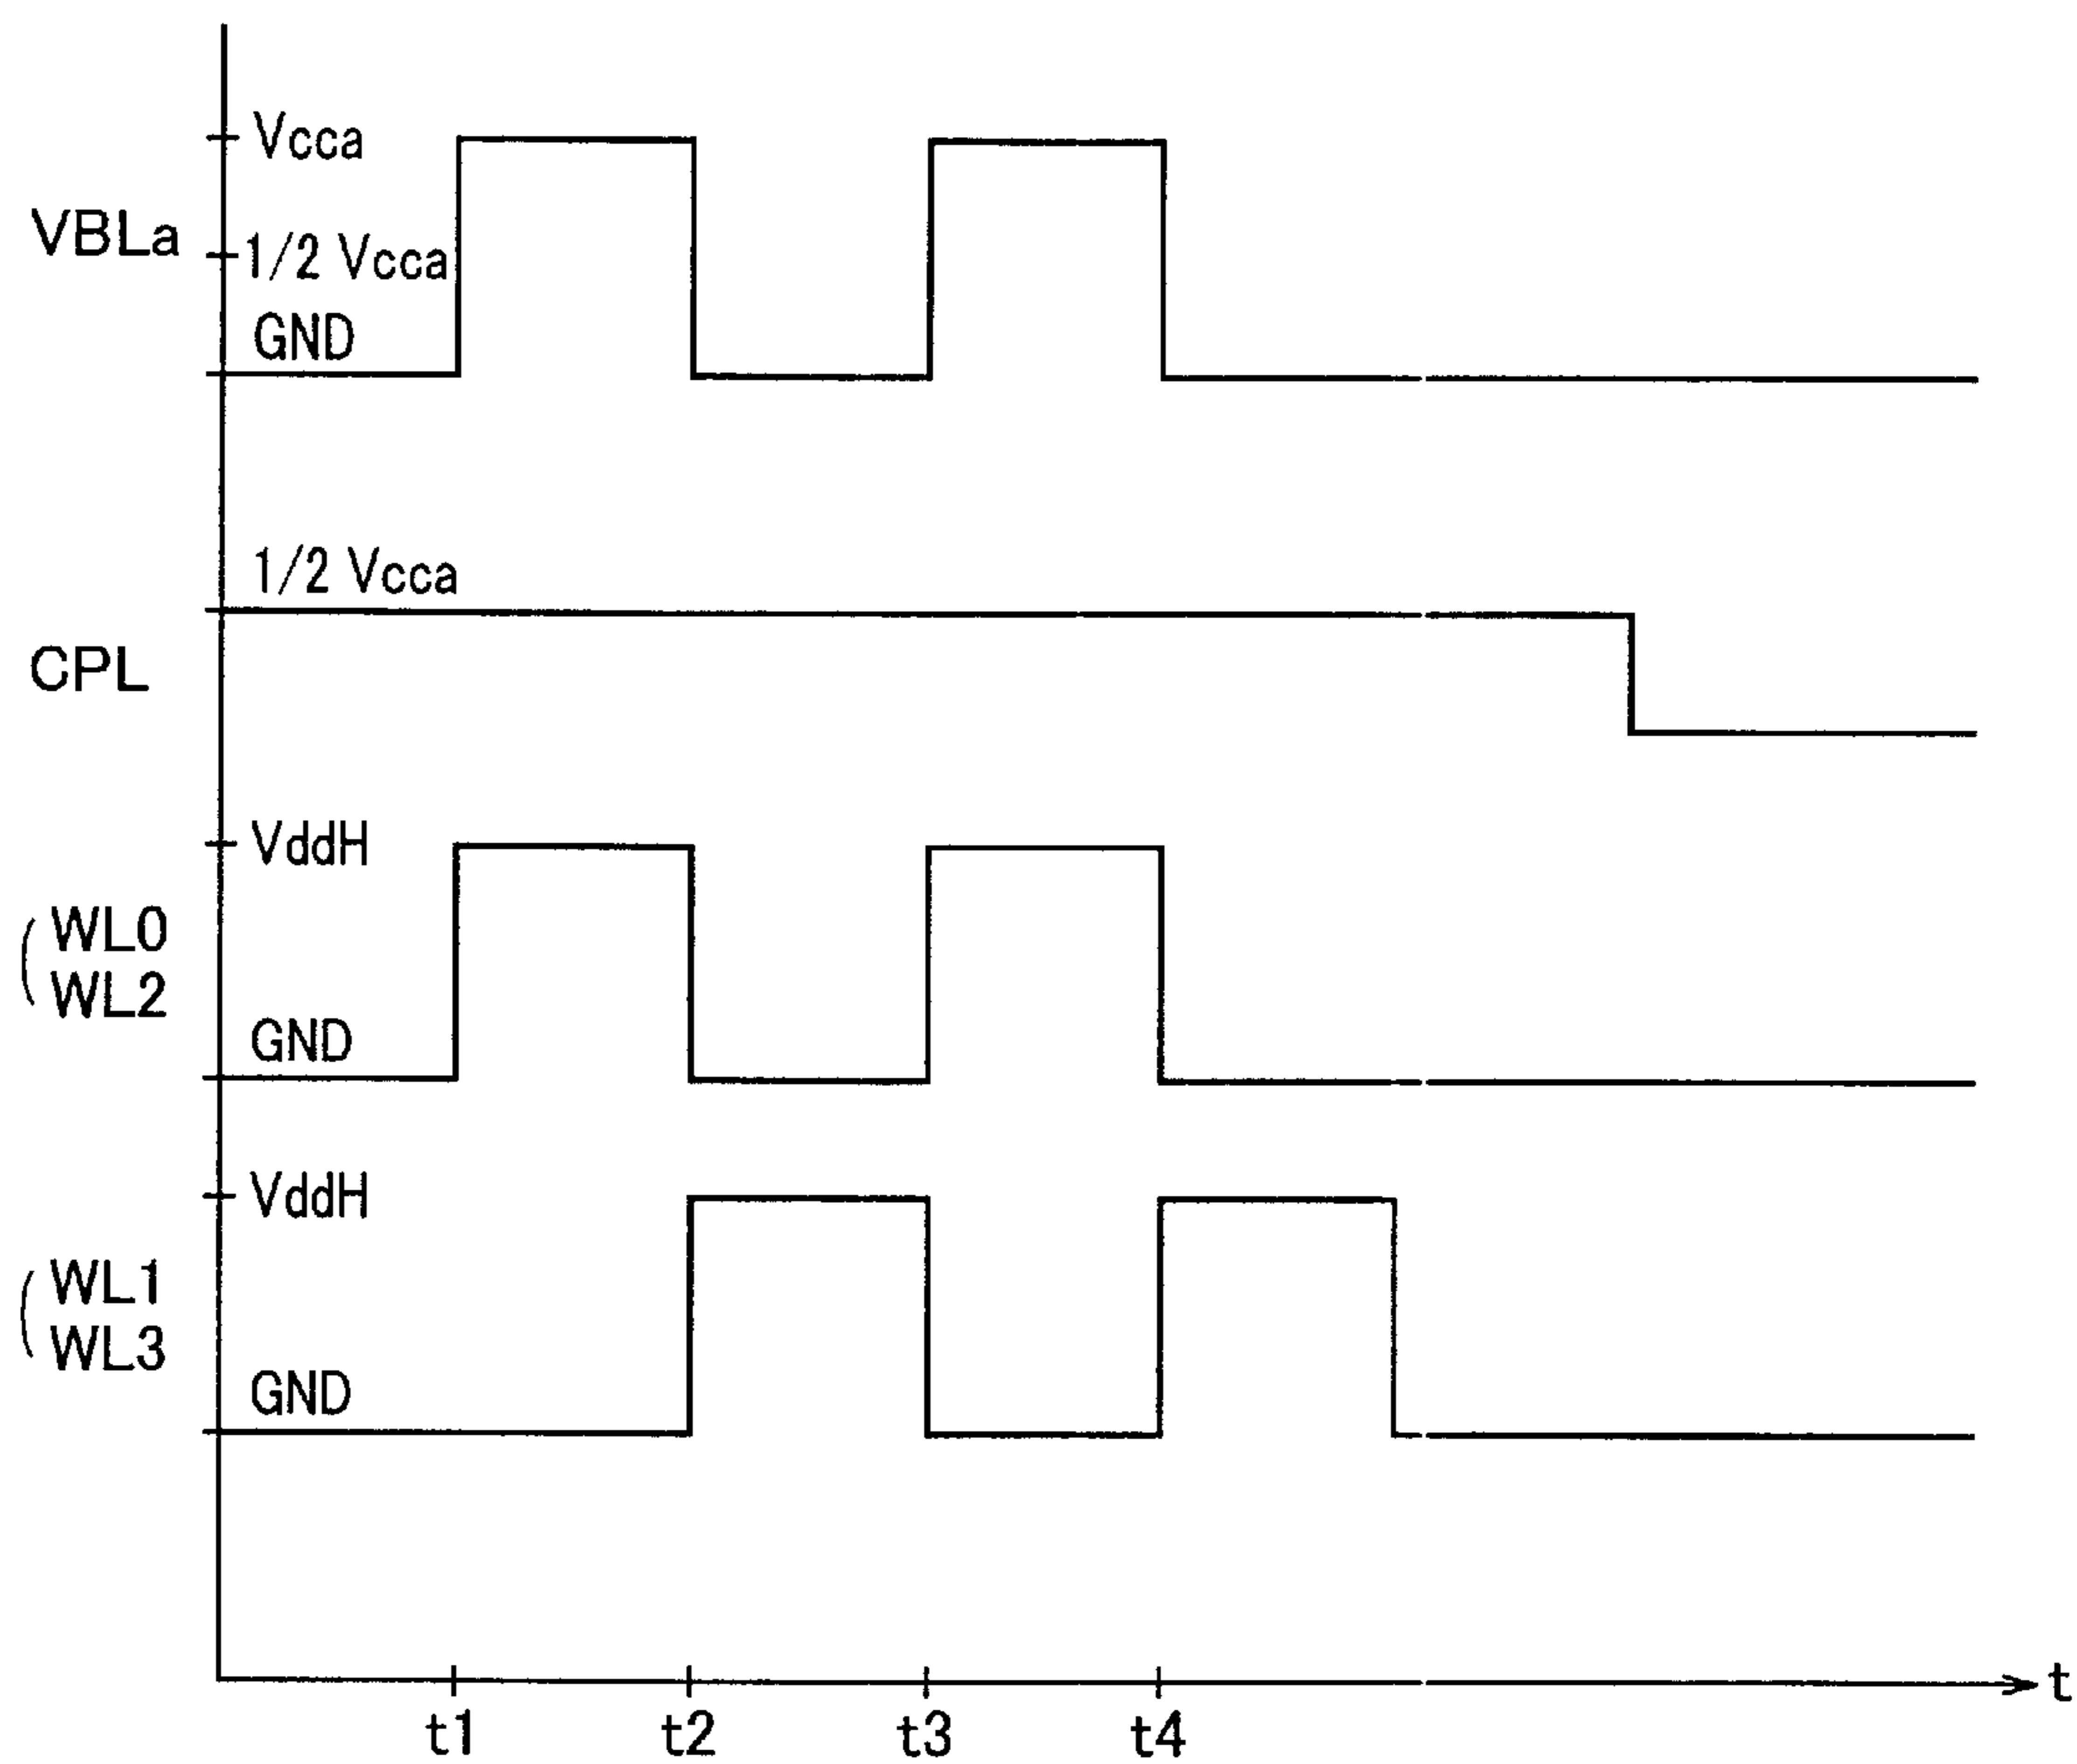 Vcca
VBLa
1/2 Vcca
GND
1/2 Vcca
CPL
VddH
(WL0
WL2
GND
VddH
(WL1
WL3
GND
t
t1 t2 t3 t4